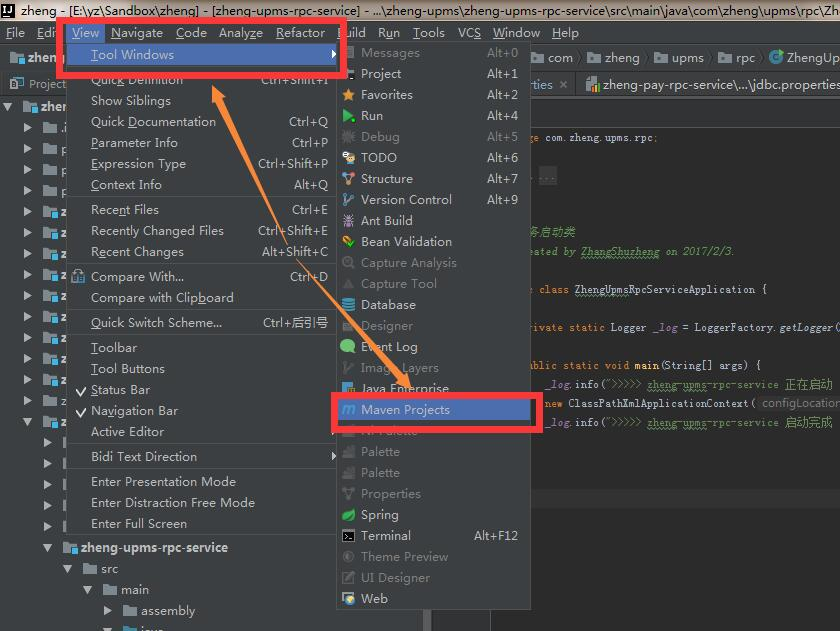 zheng - [E:\yz\Sandbox\zheng] - [zheng-upms-rpc-service] - ...\zheng-upms\zheng-upms-rpc-service\src\main\java\com\zheng\upms\rpc\Zhe
File Edi View Navigate Code Analyze Refactor Build Run Tools VCS Window Help
zheng com zheng upms rpc ZhengUp
Project rties × zheng-pay-rpc-service\...\jdbc.properties
Tool Windows
Quick Definition Ctrl+Shift+I
Show Siblings
Quick Documentation Ctrl+Q
Parameter Info Ctrl+P
Expression Type Ctrl+Shift+P
Context Info Alt+Q
Recent Files Ctrl+E
Recently Changed Files Ctrl+Shift+E
Recent Changes Alt+Shift+C
Compare With... Ctrl+D
Compare with Clipboard
Quick Switch Scheme... Ctrl+后引号
Toolbar
Tool Buttons
Status Bar
Navigation Bar
Active Editor
Bidi Text Direction
Enter Presentation Mode
Enter Distraction Free Mode
Enter Full Screen
Messages Alt+0
Project Alt+1
Favorites Alt+2
Run Alt+4
Debug Alt+5
TODO Alt+6
Structure Alt+7
Version Control Alt+9
Ant Build
Bean Validation
Capture Analysis
Capture Tool
Database
Designer
Event Log
Image Layers
Java Enterprise
Maven Projects
Palette
Palette
Properties
Spring
Terminal Alt+F12
Theme Preview
UI Designer
Web
zheng-upms-rpc-service
src
main
assembly
java
ge com.zheng.upms.rpc;
...
务启动类
eated by ZhangShuzheng on 2017/2/3.
c class ZhengUpmsRpcServiceApplication {
rivate static Logger _log = LoggerFactory.getLogger(
ublic static void main(String[] args) {
_log.info(">>>>> zheng-upms-rpc-service 正在启动
new ClassPathXmlApplicationContext( configLocation
_log.info(">>>>> zheng-upms-rpc-service 启动完成